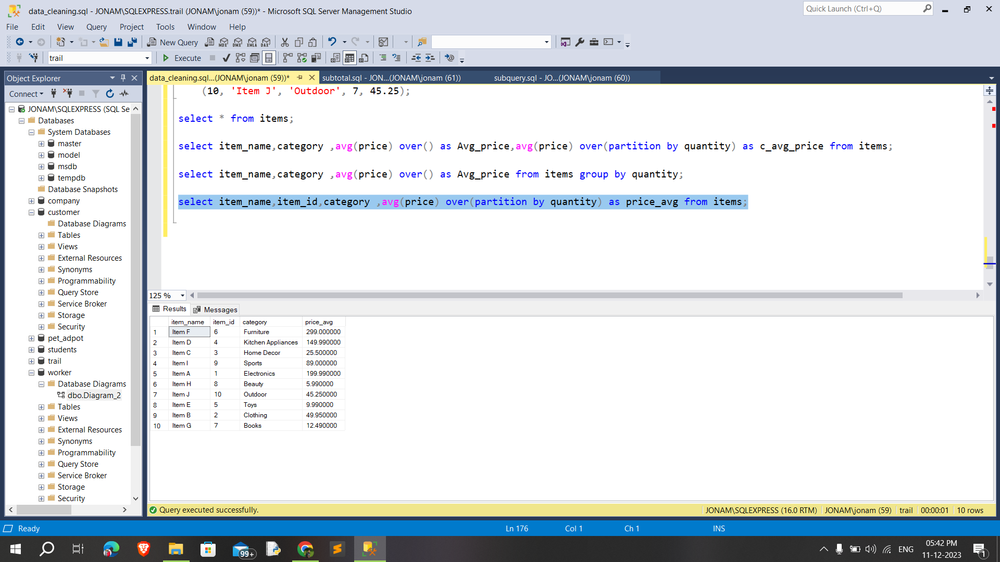 data_cleaning.sql - JONAM\SQLEXPRESS.trail (JONAM\jonam (59))* - Microsoft SQL Server Management Studio
Quick Launch (Ctrl+Q)
File Edit View Query Project Tools Window Help
New Query MDX DMX XMLA DAX
trail Execute
Object Explorer
Connect
JONAM\SQLEXPRESS (SQL Se
Databases
System Databases
master
model
msdb
tempdb
Database Snapshots
company
customer
Database Diagrams
Tables
Views
External Resources
Synonyms
Programmability
Query Store
Service Broker
Storage
Security
pet_adpot
students
trail
worker
Database Diagrams
dbo.Diagram_2
Tables
Views
External Resources
Synonyms
Programmability
Query Store
Service Broker
Storage
Security
data_cleaning.sql...(JONAM\jonam (59))* subtotal.sql - JON...(JONAM\jonam (61)) subquery.sql - JO...(JONAM\jonam (60))
(10, 'Item J', 'Outdoor', 7, 45.25);
select * from items;
select item_name,category ,avg(price) over() as Avg_price,avg(price) over(partition by quantity) as c_avg_price from items;
select item_name,category ,avg(price) over() as Avg_price from items group by quantity;
select item_name,item_id,category ,avg(price) over(partition by quantity) as price_avg from items;
125 %
Results Messages
item_name item_id category price_avg
1 Item F 6 Furniture 299.000000
2 Item D 4 Kitchen Appliances 149.990000
3 Item C 3 Home Decor 25.500000
4 Item I 9 Sports 89.000000
5 Item A 1 Electronics 199.990000
6 Item H 8 Beauty 5.990000
7 Item J 10 Outdoor 45.250000
8 Item E 5 Toys 9.990000
9 Item B 2 Clothing 49.950000
10 Item G 7 Books 12.490000
Query executed successfully. JONAM\SQLEXPRESS (16.0 RTM) JONAM\jonam (59) trail 00:00:01 10 rows
Ready Ln 176 Col 1 Ch 1 INS
99+
ENG
05:42 PM
11-12-2023
1